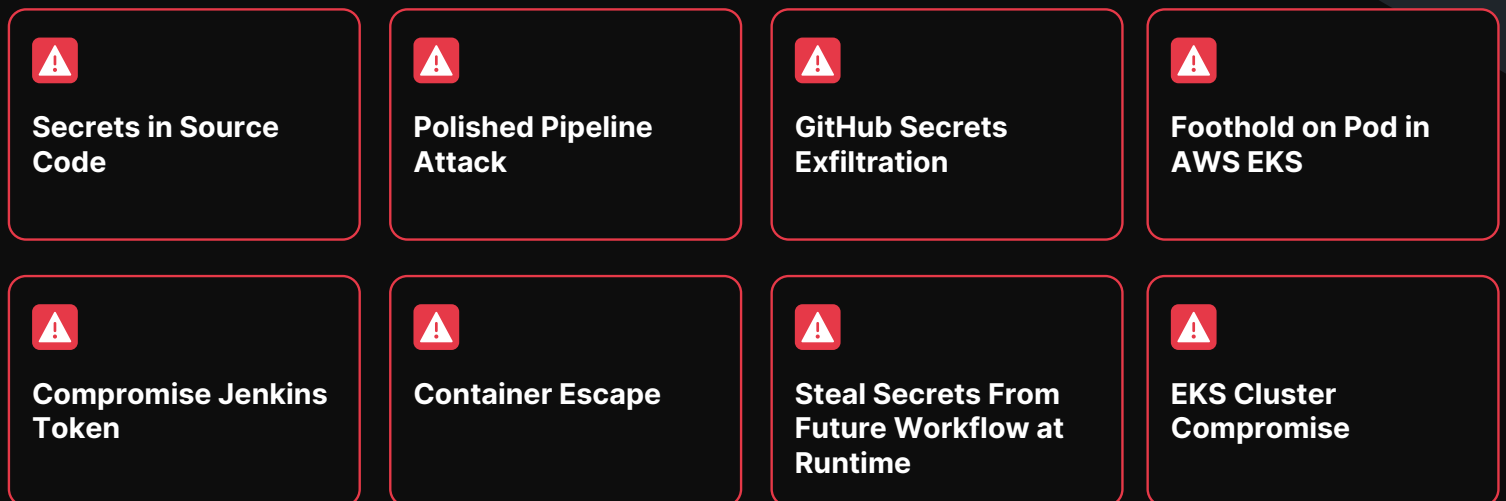 Secrets in Source
Code
Polished Pipeline
Attack
GitHub Secrets
Exfiltration
Foothold on Pod in
AWS EKS
Compromise Jenkins
Token
Container Escape
Steal Secrets From
Future Workflow at
Runtime
EKS Cluster
Compromise